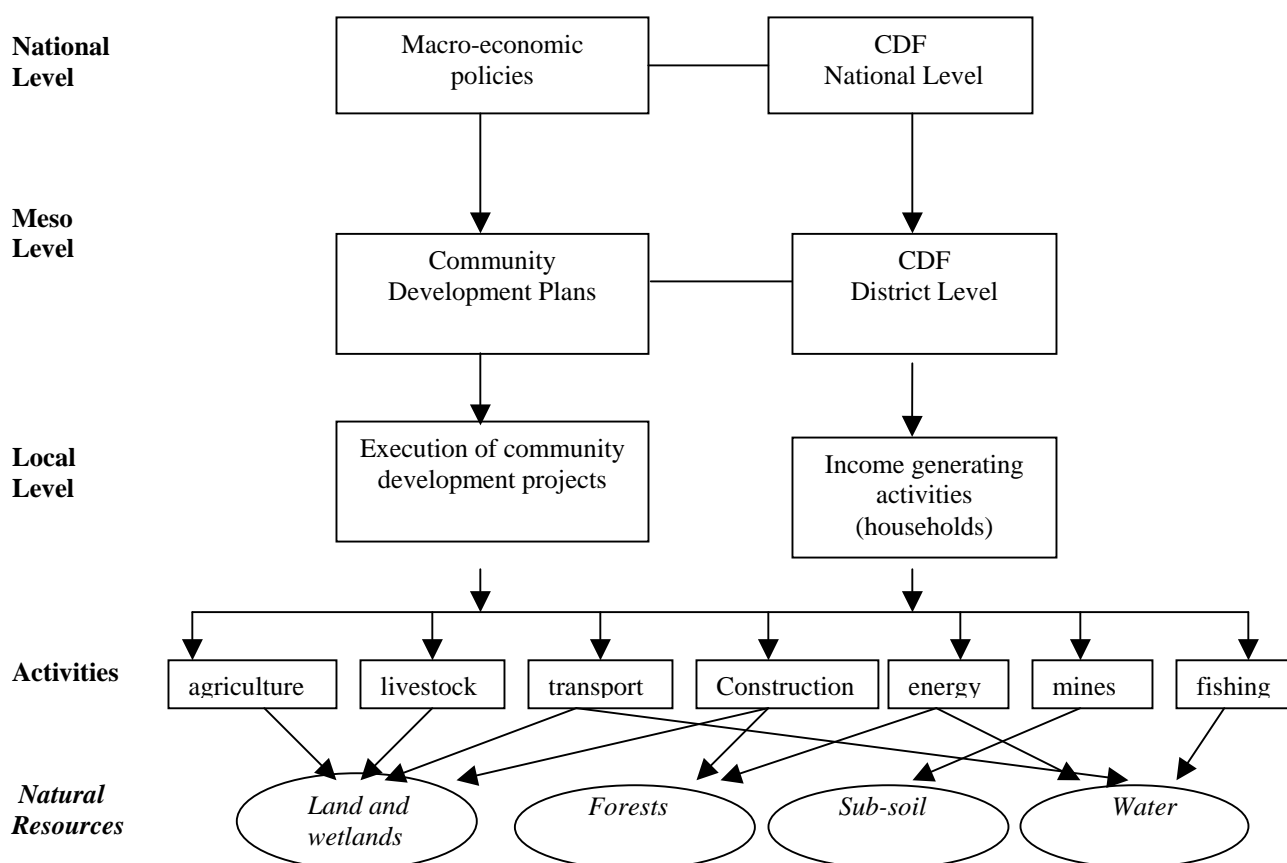 National
Level
Macro-economic
policies
CDF
National Level
Meso
Level
Community
Development Plans
CDF
District Level
Local
Level
Execution of community
development projects
Income generating
activities
(households)
Activities
agriculture
livestock
transport
Construction
energy
mines
fishing
Natural
Resources
Land and
wetlands
Forests
Sub-soil
Water